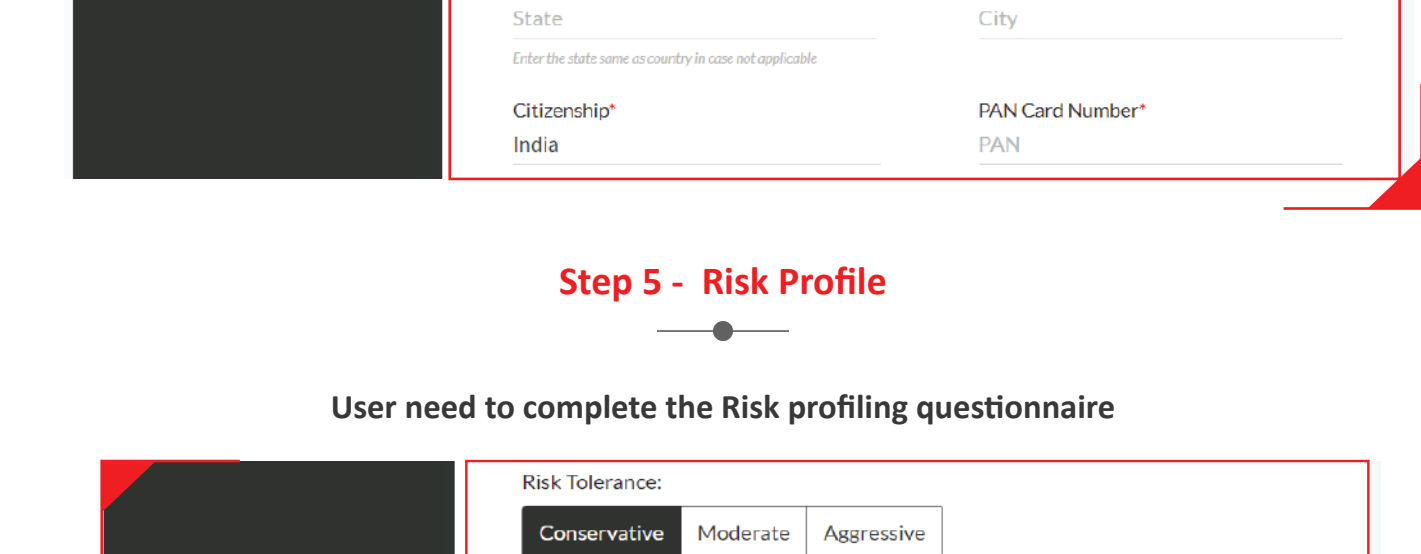 State City
Enter the state same as country in case not applicable
Citizenship* PAN Card Number*
India PAN
Step 5 - Risk Profile
User need to complete the Risk profiling questionnaire
Risk Tolerance:
Conservative Moderate Aggressive